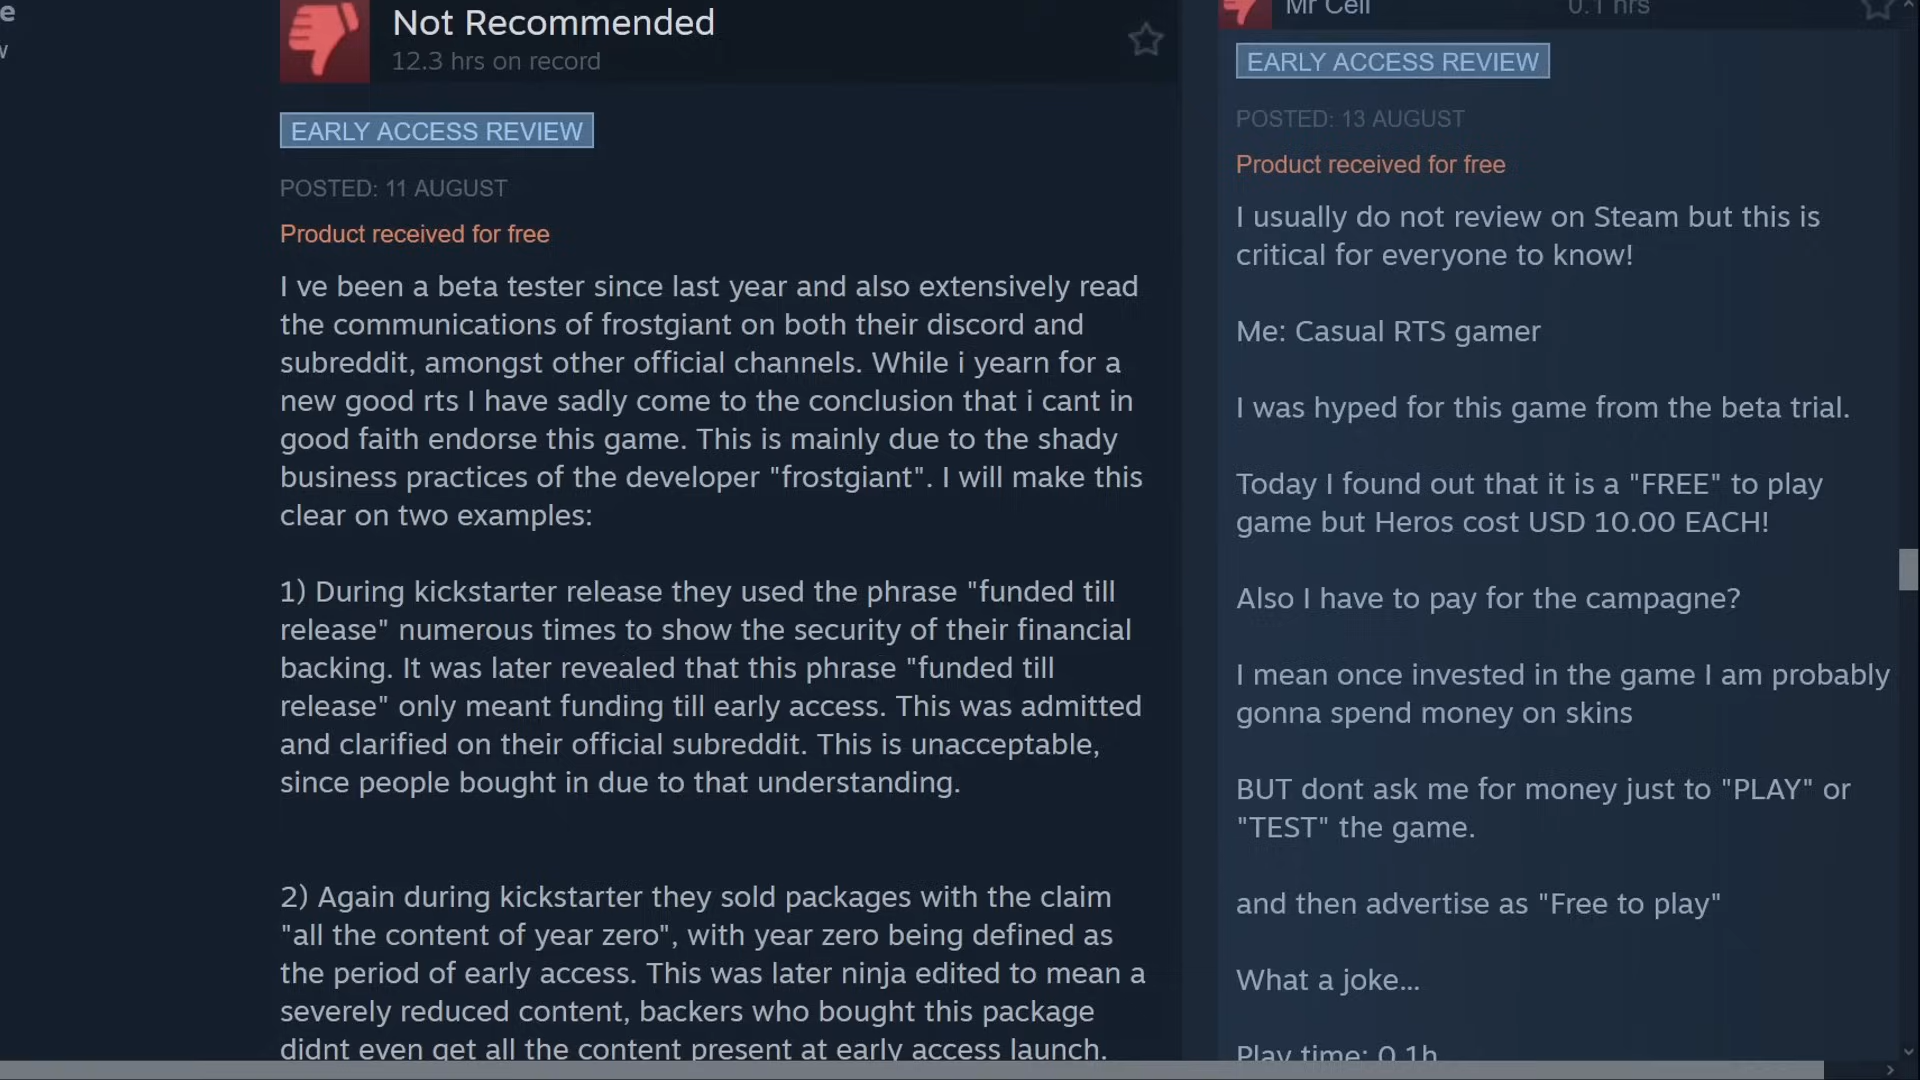 e
w
Not Recommended
12.3 hrs on record
EARLY ACCESS REVIEW
POSTED: 11 AUGUST
Product received for free
I ve been a beta tester since last year and also extensively read
the communications of frostgiant on both their discord and
subreddit, amongst other official channels. While i yearn for a
new good rts I have sadly come to the conclusion that i cant in
good faith endorse this game. This is mainly due to the shady
business practices of the developer "frostgiant". I will make this
clear on two examples:
1) During kickstarter release they used the phrase "funded till
release" numerous times to show the security of their financial
backing. It was later revealed that this phrase "funded till
release" only meant funding till early access. This was admitted
and clarified on their official subreddit. This is unacceptable,
since people bought in due to that understanding.
2) Again during kickstarter they sold packages with the claim
"all the content of year zero", with year zero being defined as
the period of early access. This was later ninja edited to mean a
severely reduced content, backers who bought this package
didnt even get all the content present at early access launch.
Mr Cell
0.1 hrs
EARLY ACCESS REVIEW
POSTED: 13 AUGUST
Product received for free
I usually do not review on Steam but this is
critical for everyone to know!
Me: Casual RTS gamer
I was hyped for this game from the beta trial.
Today I found out that it is a "FREE" to play
game but Heros cost USD 10.00 EACH!
Also I have to pay for the campagne?
I mean once invested in the game I am probably
gonna spend money on skins
BUT dont ask me for money just to "PLAY" or
"TEST" the game.
and then advertise as "Free to play"
What a joke...
Play time: 0.1h